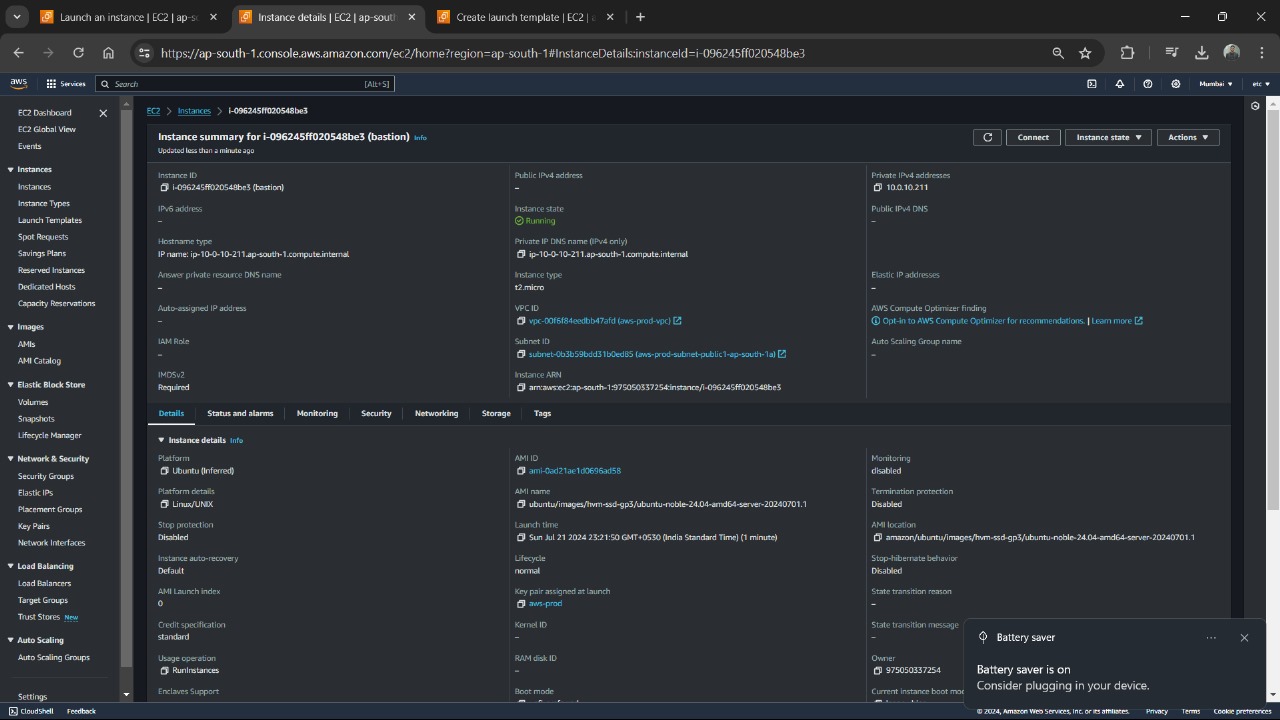 Launch an instance | EC2 | ap-so
Instance details | EC2 | ap-sout
Create launch template | EC2 | a
https://ap-south-1.console.aws.amazon.com/ec2/home?region=ap-south-1#InstanceDetails:instanceId=i-096245ff020548be3
aws
Services
Search
[Alt+S]
Mumbai
etc
EC2 Dashboard
EC2 Global View
Events
Instances
Instances
Instance Types
Launch Templates
Spot Requests
Savings Plans
Reserved Instances
Dedicated Hosts
Capacity Reservations
Images
AMIs
AMI Catalog
Elastic Block Store
Volumes
Snapshots
Lifecycle Manager
Network & Security
Security Groups
Elastic IPs
Placement Groups
Key Pairs
Network Interfaces
Load Balancing
Load Balancers
Target Groups
Trust Stores New
Auto Scaling
Auto Scaling Groups
Settings
EC2 > Instances > i-096245ff020548be3
Instance summary for i-096245ff020548be3 (bastion) Info
Updated less than a minute ago
Connect
Instance state
Actions
Instance ID
i-096245ff020548be3 (bastion)
Public IPv4 address
–
Private IPv4 addresses
10.0.10.211
IPv6 address
–
Instance state
Running
Public IPv4 DNS
–
Hostname type
IP name: ip-10-0-10-211.ap-south-1.compute.internal
Private IP DNS name (IPv4 only)
ip-10-0-10-211.ap-south-1.compute.internal
Answer private resource DNS name
–
Instance type
t2.micro
Elastic IP addresses
–
Auto-assigned IP address
–
VPC ID
vpc-00f6f84eedbb47afd (aws-prod-vpc)
AWS Compute Optimizer finding
Opt-in to AWS Compute Optimizer for recommendations. | Learn more
IAM Role
–
Subnet ID
subnet-0b3b59bdd31b0ed85 (aws-prod-subnet-public1-ap-south-1a)
Auto Scaling Group name
–
IMDSv2
Required
Instance ARN
arn:aws:ec2:ap-south-1:975050337254:instance/i-096245ff020548be3
Details
Status and alarms
Monitoring
Security
Networking
Storage
Tags
Instance details Info
Platform
Ubuntu (Inferred)
AMI ID
ami-0ad21ae1d0696ad58
Monitoring
disabled
Platform details
Linux/UNIX
AMI name
ubuntu/images/hvm-ssd-gp3/ubuntu-noble-24.04-amd64-server-20240701.1
Termination protection
Disabled
Stop protection
Disabled
Launch time
Sun Jul 21 2024 23:21:50 GMT+0530 (India Standard Time) (1 minute)
AMI location
amazon/ubuntu/images/hvm-ssd-gp3/ubuntu-noble-24.04-amd64-server-20240701.1
Instance auto-recovery
Default
Lifecycle
normal
Stop-hibernate behavior
Disabled
AMI Launch index
0
Key pair assigned at launch
aws-prod
State transition reason
–
Credit specification
standard
Kernel ID
–
State transition message
–
Usage operation
RunInstances
RAM disk ID
–
Owner
975050337254
Enclaves Support
Boot mode
Current instance boot mod
Battery saver
Battery saver is on
Consider plugging in your device.
CloudShell
Feedback
© 2024, Amazon Web Services, Inc. or its affiliates.
Privacy
Terms
Cookie preferences